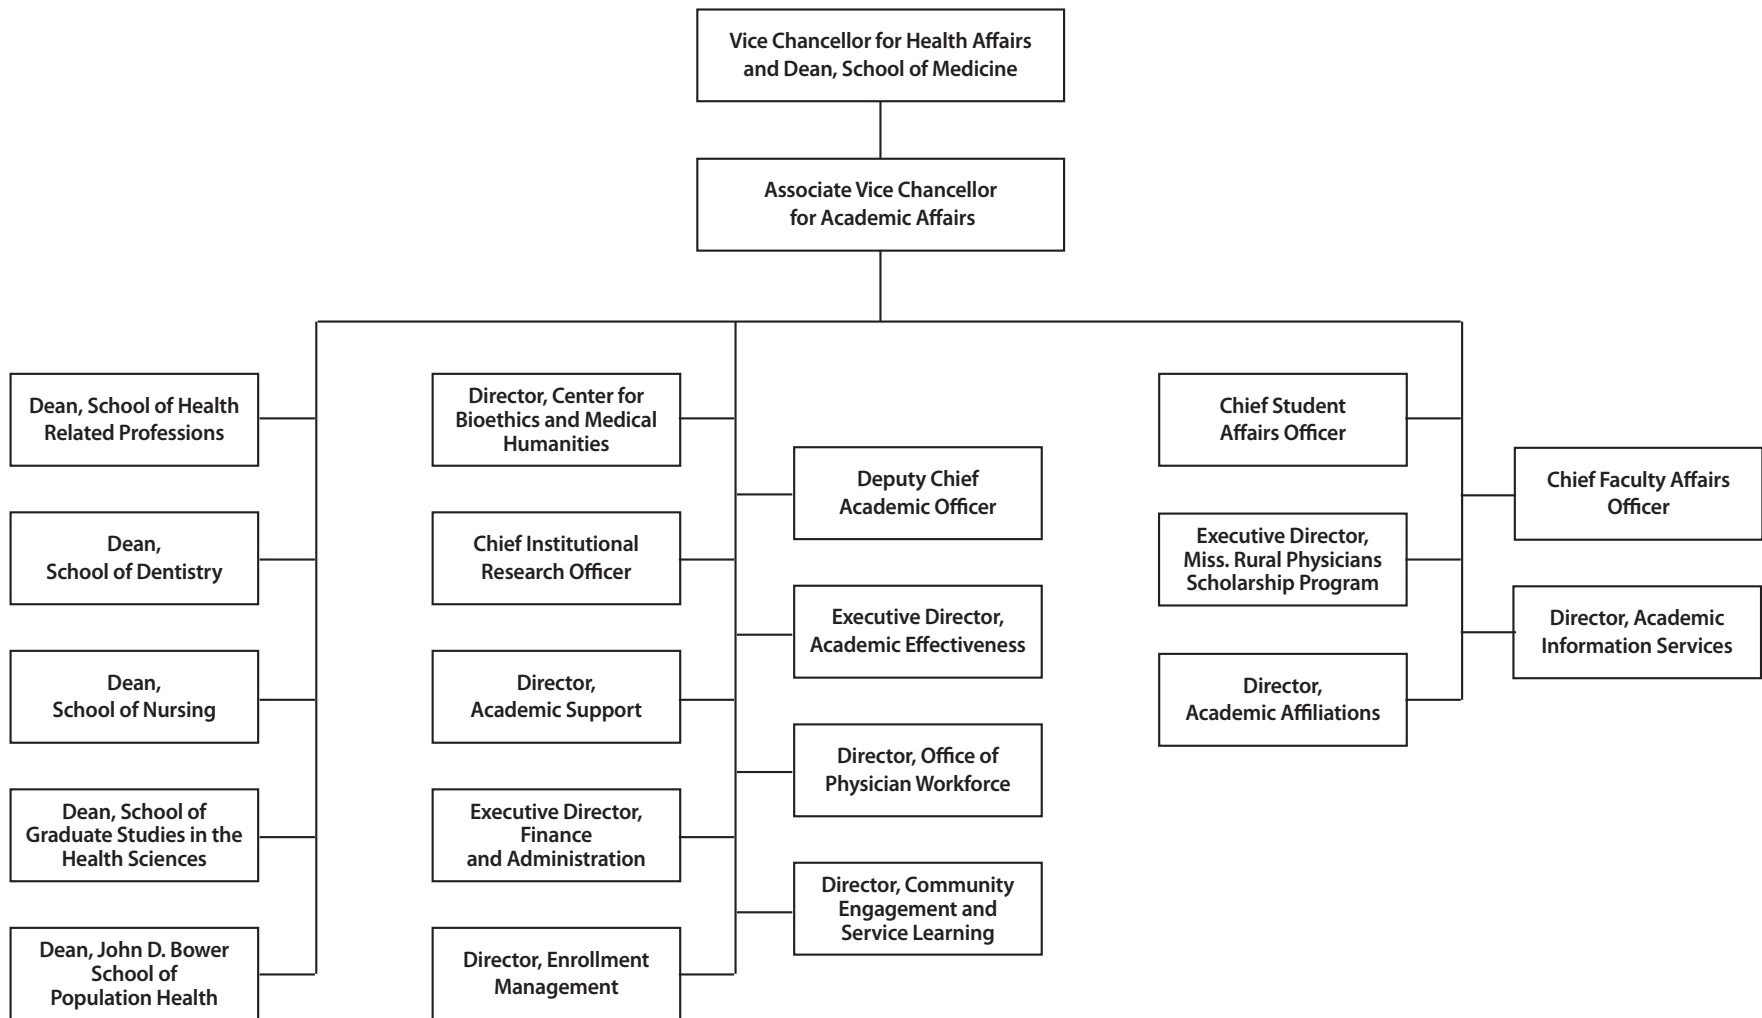 Vice Chancellor for Health Affairs
and Dean, School of Medicine
Associate Vice Chancellor
for Academic Affairs
Dean, School of Health
Related Professions
Dean,
School of Dentistry
Dean,
School of Nursing
Dean, School of
Graduate Studies in the
Health Sciences
Dean, John D. Bower
School of
Population Health
Director, Center for
Bioethics and Medical
Humanities
Chief Institutional
Research Officer
Director,
Academic Support
Executive Director,
Finance
and Administration
Director, Enrollment
Management
Deputy Chief
Academic Officer
Executive Director,
Academic Effectiveness
Director, Office of
Physician Workforce
Director, Community
Engagement and
Service Learning
Chief Student
Affairs Officer
Executive Director,
Miss. Rural Physicians
Scholarship Program
Director,
Academic Affiliations
Chief Faculty Affairs
Officer
Director, Academic
Information Services